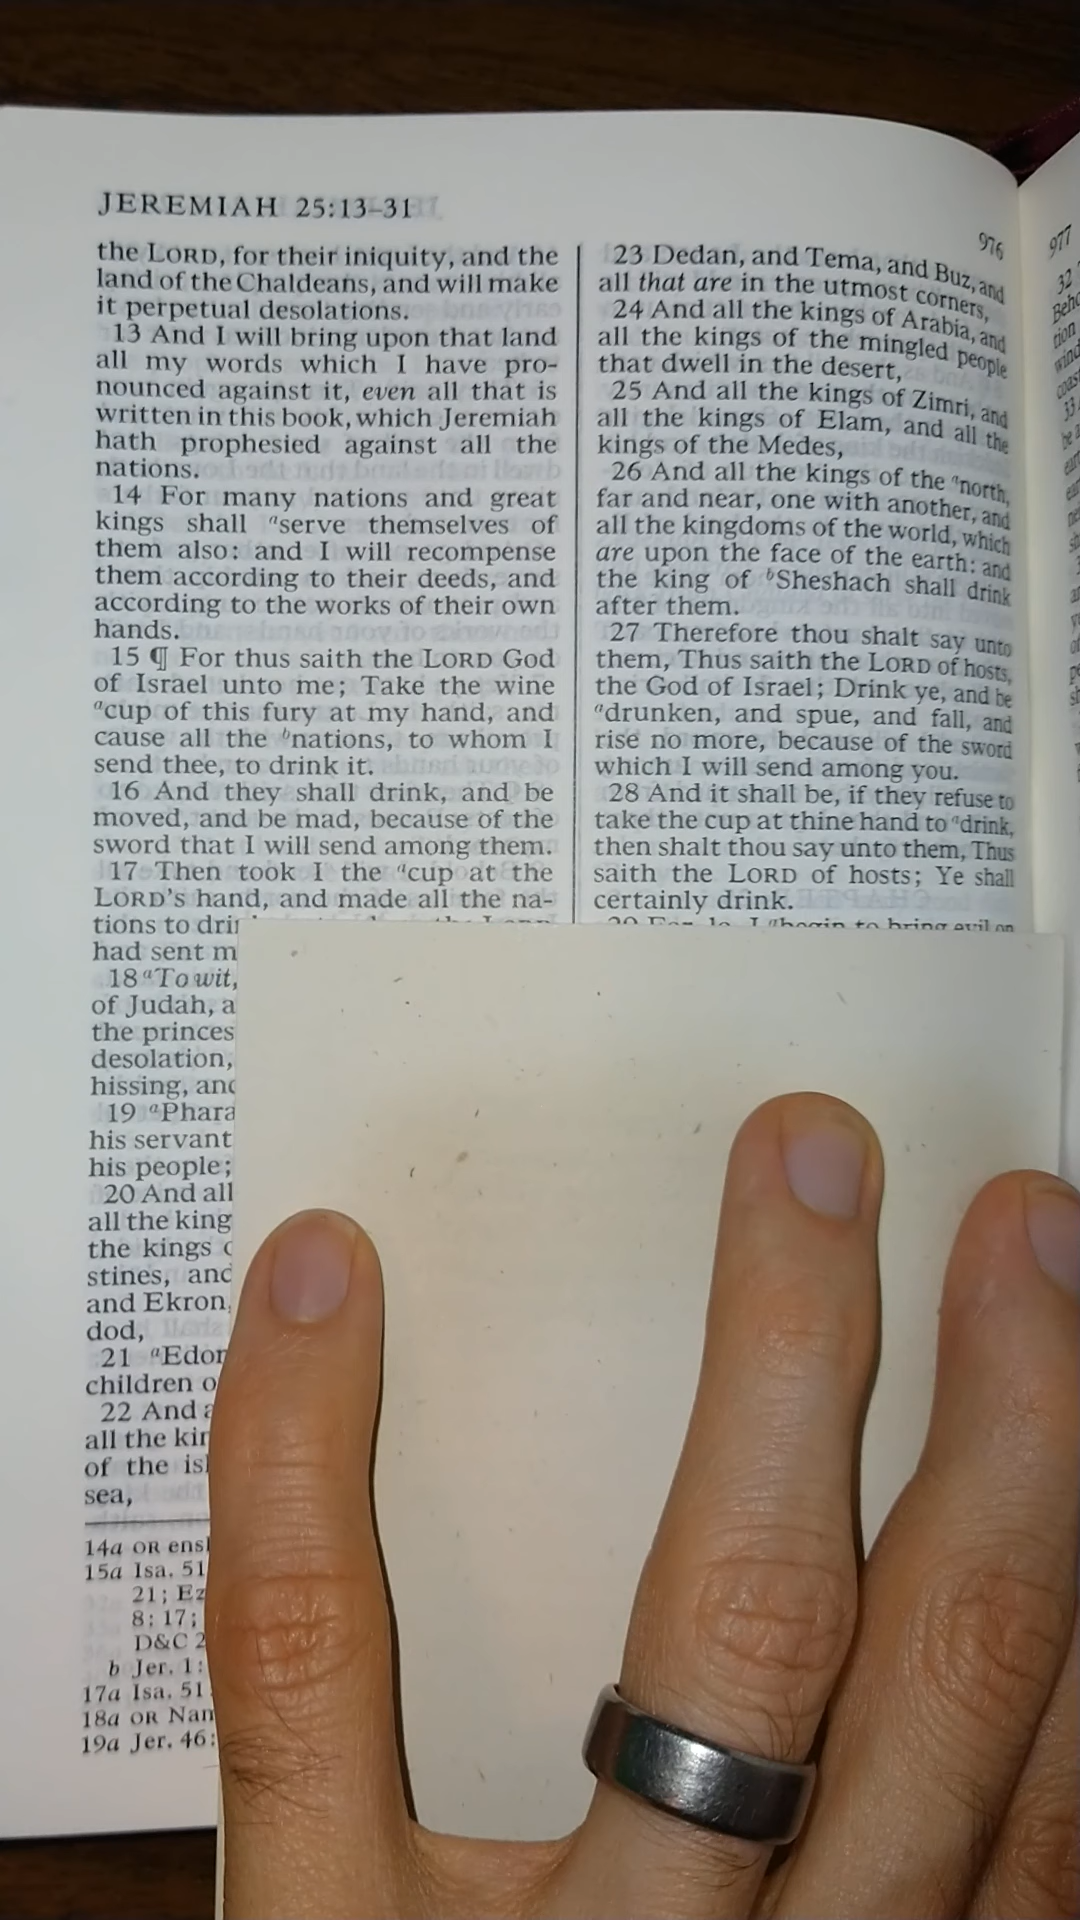 JEREMIAH 25:13–31
976
the LORD, for their iniquity, and the
land of the Chaldeans, and will make
it perpetual desolations.
13 And I will bring upon that land
all my words which I have pro-
nounced against it, even all that is
written in this book, which Jeremiah
hath prophesied against all the
nations.
14 For many nations and great
kings shall aserve themselves of
them also: and I will recompense
them according to their deeds, and
according to the works of their own
hands.
15 ¶ For thus saith the LORD God
of Israel unto me; Take the wine
acup of this fury at my hand, and
cause all the bnations, to whom I
send thee, to drink it.
16 And they shall drink, and be
moved, and be mad, because of the
sword that I will send among them.
17 Then took I the acup at the
LORD'S hand, and made all the na-
tions to
had sent
18 aTo wit,
of Judah,
the princes
desolation,
hissing,
19
his
his people;
20 And all
all the
the kings
stines, and
and Ekron,
dod,
21
children
22 And
all the
of the
sea,
14a OR
15a Isa. 51
21;
8; 17;
D&C
b Jer. 1:
17a Isa. 51
18a OR
19a Jer. 46:
23 Dedan, and Tema, and Buz, and
all that are in the utmost corners,
24 And all the kings of Arabia, and
all the kings of the mingled people
that dwell in the desert,
25 And all the kings of Zimri, and
all the kings of Elam, and all the
kings of the Medes,
26 And all the kings of the anorth,
far and near, one with another, and
all the kingdoms of the world, which
are upon the face of the earth: and
the king of bSheshach shall drink
after them.
27 Therefore thou shalt say unto
them, Thus saith the LORD of hosts,
the God of Israel; Drink ye, and be
adrunken, and spue, and fall, and
rise no more, because of the sword
which I will send among you.
28 And it shall be, if they refuse to
take the cup at thine hand to adrink,
then shalt thou say unto them, Thus
saith the LORD of hosts; Ye shall
certainly drink.
I abegin to bring evil on
977
32